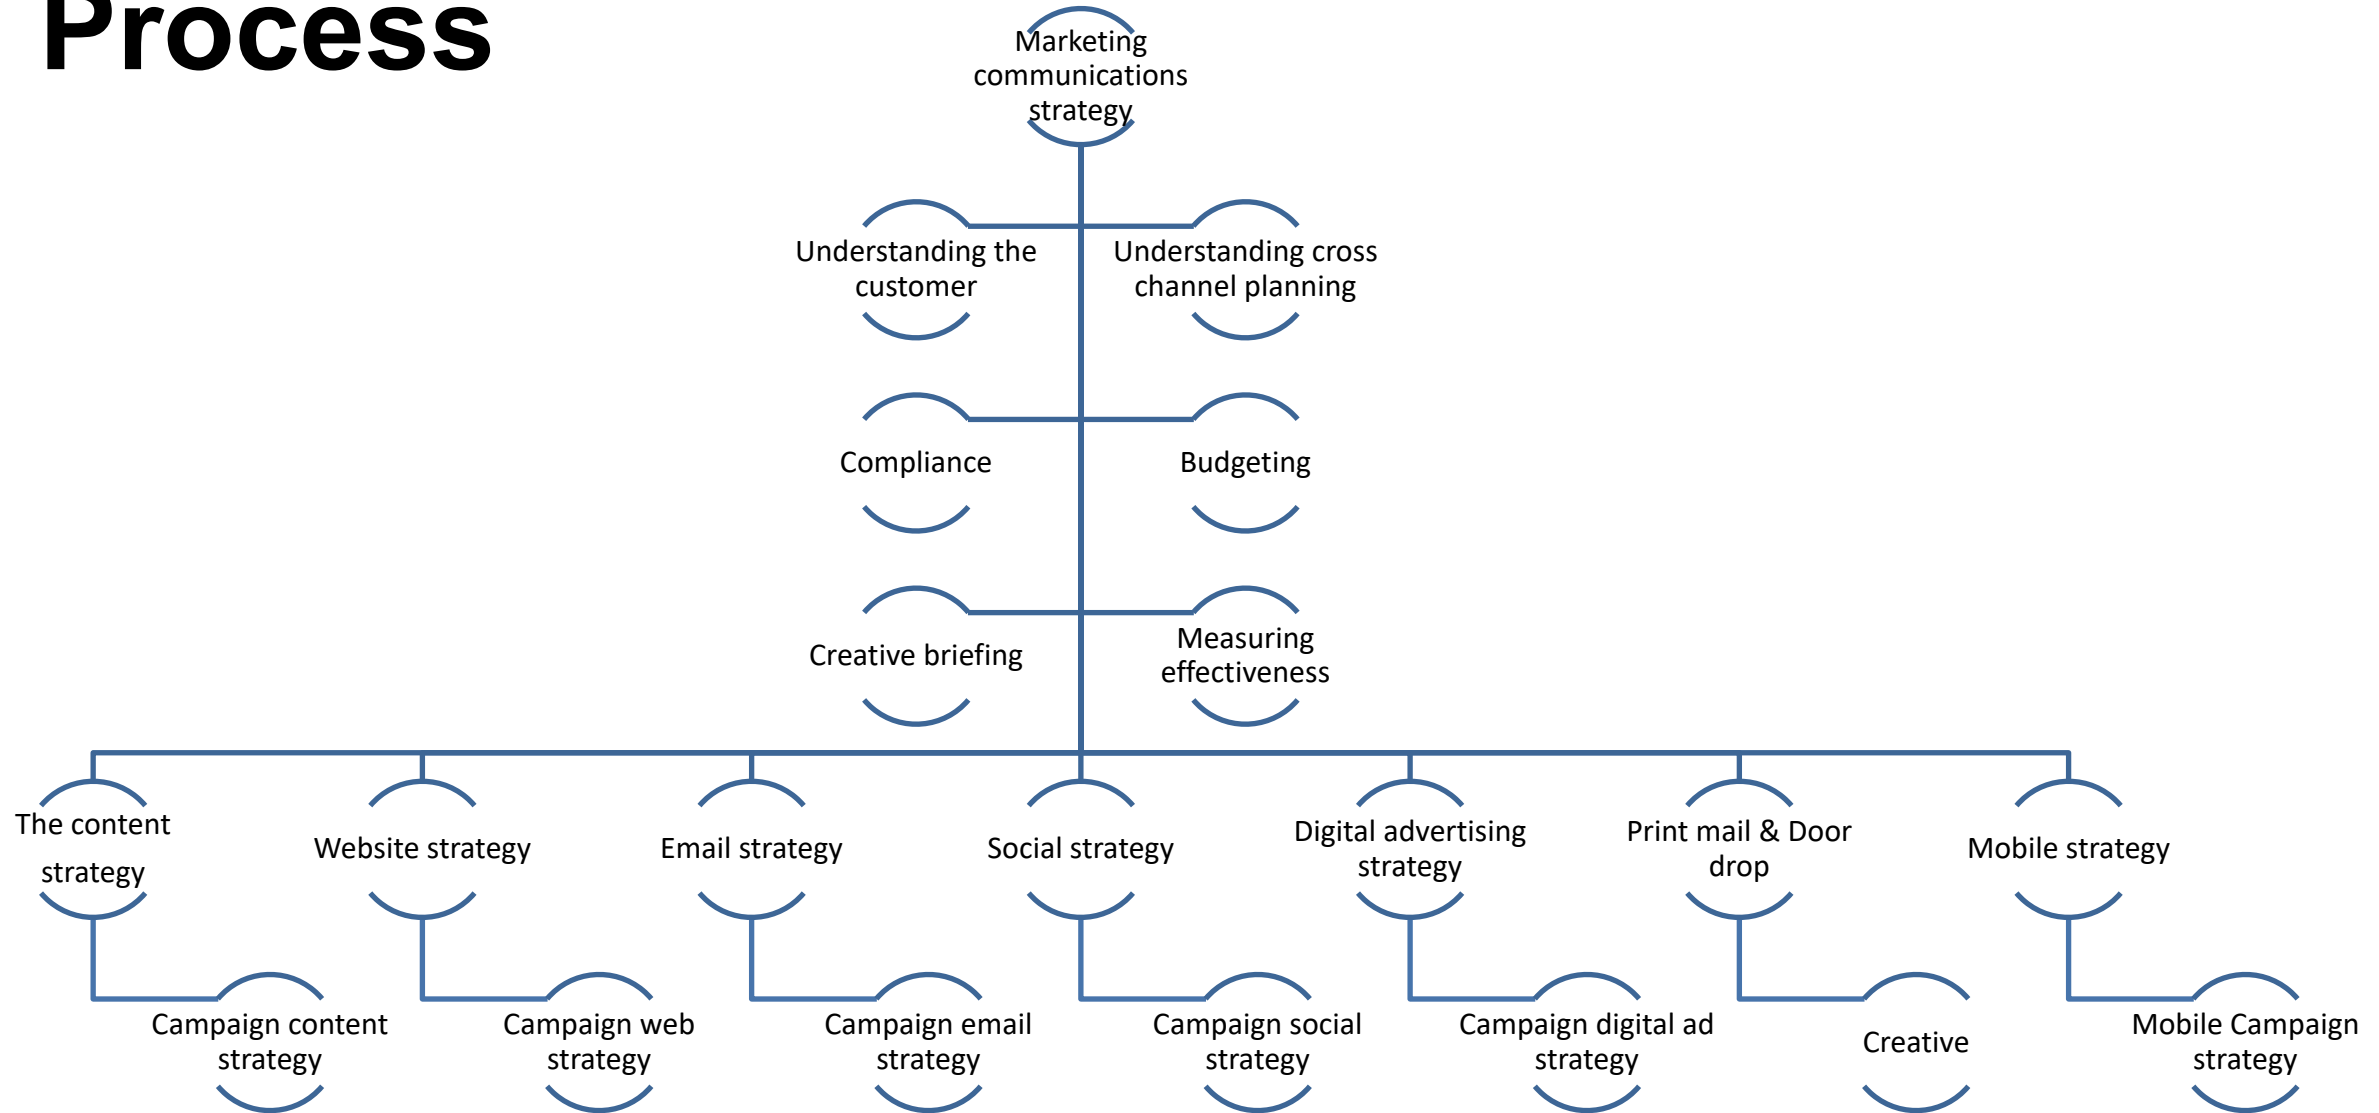 Process
Marketing
communications
strategy
Understanding the
customer
Understanding cross
channel planning
Compliance
Budgeting
Creative briefing
Measuring
effectiveness
The content
strategy
Website strategy
Email strategy
Social strategy
Digital advertising
strategy
Print mail & Door
drop
Mobile strategy
Campaign content
strategy
Campaign web
strategy
Campaign email
strategy
Campaign social
strategy
Campaign digital ad
strategy
Creative
Mobile Campaign
strategy